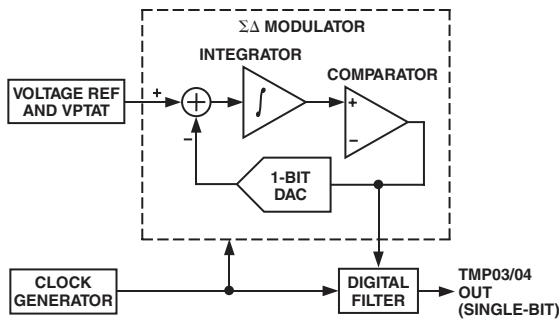 ΣΔ MODULATOR
INTEGRATOR
COMPARATOR
VOLTAGE REF
AND VPTAT
+
+
∫
+
−
−
1-BIT
DAC
CLOCK
GENERATOR
DIGITAL
FILTER
TMP03/04
OUT
(SINGLE-BIT)